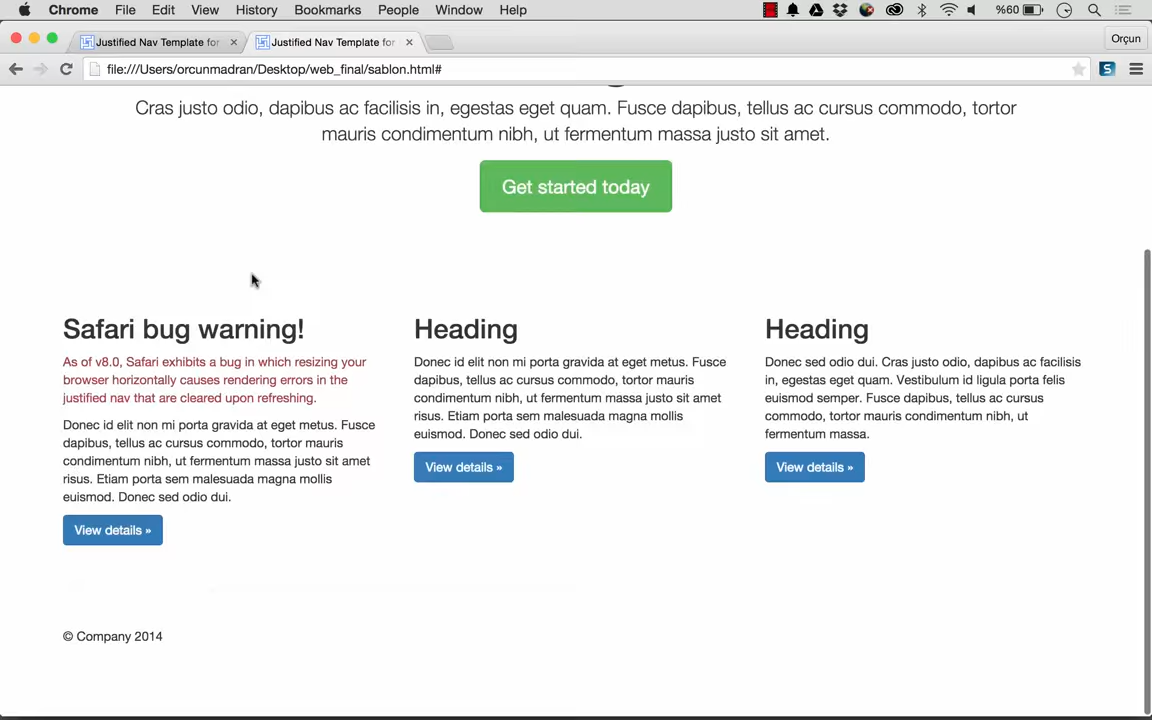 Chrome File Edit View History Bookmarks People Window Help %60
Justified Nav Template for Justified Nav Template for Orçun
file:///Users/orcunmadran/Desktop/web_final/sablon.html#
Cras justo odio, dapibus ac facilisis in, egestas eget quam. Fusce dapibus, tellus ac cursus commodo, tortor
mauris condimentum nibh, ut fermentum massa justo sit amet.
Get started today
Safari bug warning!
As of v8.0, Safari exhibits a bug in which resizing your
browser horizontally causes rendering errors in the
justified nav that are cleared upon refreshing.
Donec id elit non mi porta gravida at eget metus. Fusce
dapibus, tellus ac cursus commodo, tortor mauris
condimentum nibh, ut fermentum massa justo sit amet
risus. Etiam porta sem malesuada magna mollis
euismod. Donec sed odio dui.
View details »
Heading
Donec id elit non mi porta gravida at eget metus. Fusce
dapibus, tellus ac cursus commodo, tortor mauris
condimentum nibh, ut fermentum massa justo sit amet
risus. Etiam porta sem malesuada magna mollis
euismod. Donec sed odio dui.
View details »
Heading
Donec sed odio dui. Cras justo odio, dapibus ac facilisis
in, egestas eget quam. Vestibulum id ligula porta felis
euismod semper. Fusce dapibus, tellus ac cursus
commodo, tortor mauris condimentum nibh, ut
fermentum massa.
View details »
© Company 2014